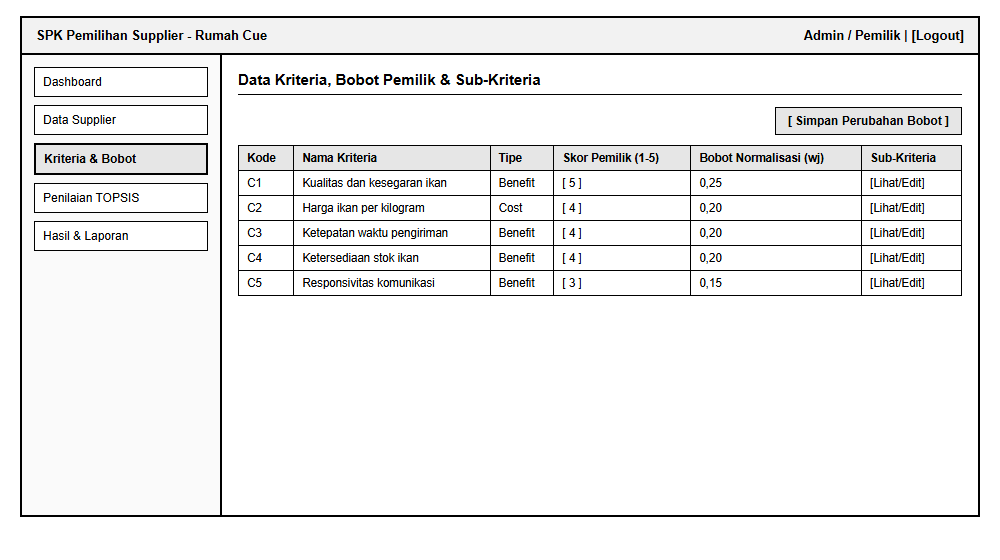 SPK Pemilihan Supplier - Rumah Cue Admin / Pemilik | [Logout]
Dashboard
Data Supplier
Kriteria & Bobot
Penilaian TOPSIS
Hasil & Laporan
Data Kriteria, Bobot Pemilik & Sub-Kriteria
[ Simpan Perubahan Bobot ]
Kode Nama Kriteria Tipe Skor Pemilik (1-5) Bobot Normalisasi (wj) Sub-Kriteria
C1 Kualitas dan kesegaran ikan Benefit [ 5 ] 0,25 [Lihat/Edit]
C2 Harga ikan per kilogram Cost [ 4 ] 0,20 [Lihat/Edit]
C3 Ketepatan waktu pengiriman Benefit [ 4 ] 0,20 [Lihat/Edit]
C4 Ketersediaan stok ikan Benefit [ 4 ] 0,20 [Lihat/Edit]
C5 Responsivitas komunikasi Benefit [ 3 ] 0,15 [Lihat/Edit]